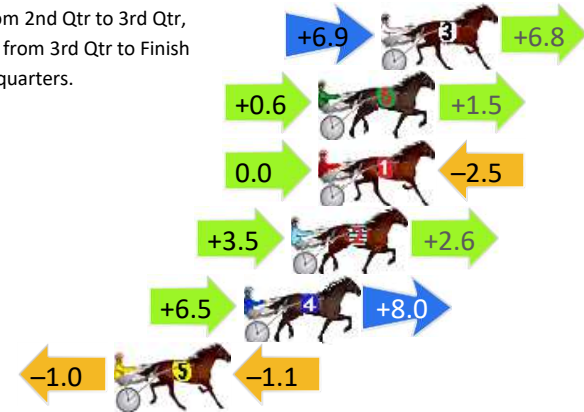 om 2nd Qtr to 3rd Qtr,
from 3rd Qtr to Finish
quarters.
+6.9 3 +6.8
+0.6 6 +1.5
0.0 1 –2.5
+3.5 2 +2.6
+6.5 4 +8.0
–1.0 5 –1.1